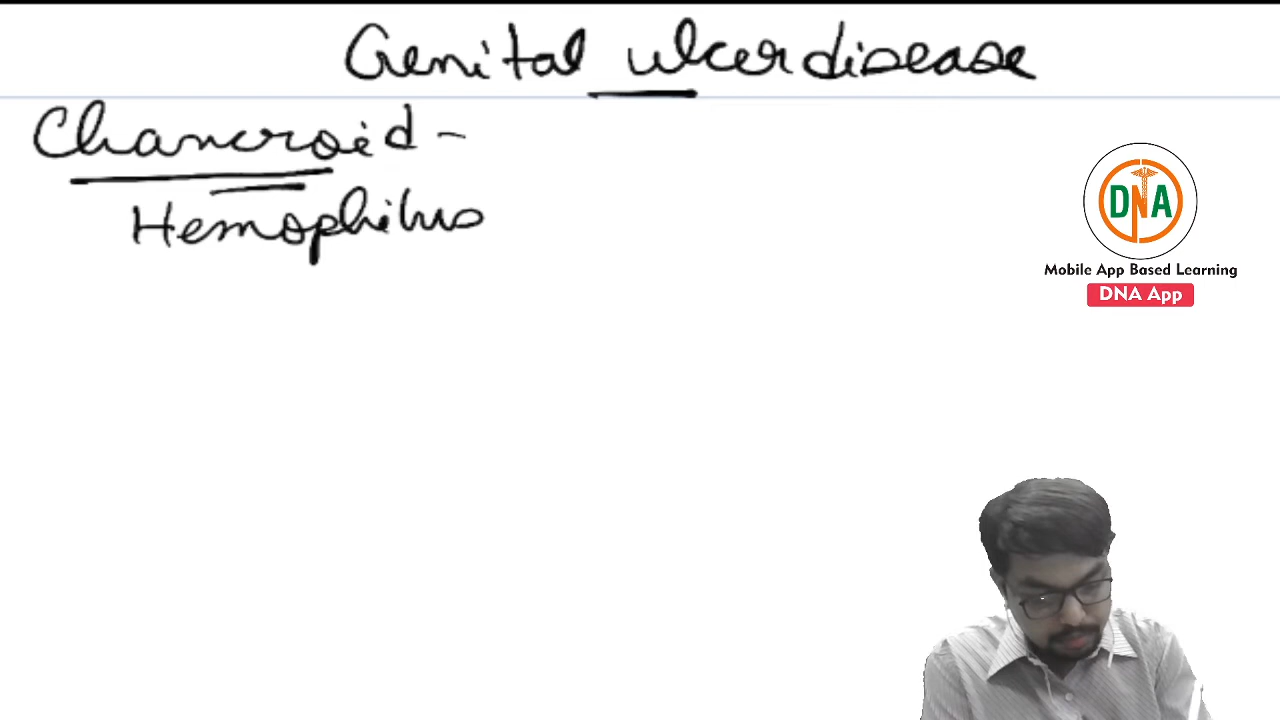 Genital ulcer disease
Chancroid -
Hemophilus
DNA
Mobile App Based Learning
DNA App